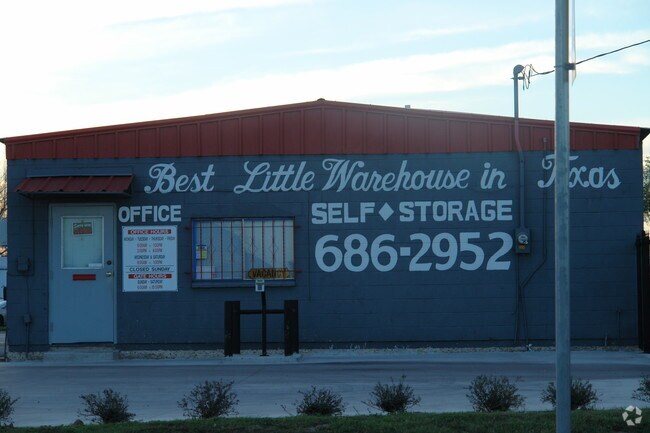 Best Little Warehouse in Texas
OFFICE
SELF ◆ STORAGE
686-2952
OFFICE HOURS
CLOSED SUNDAY
GATE HOURS
VACANCY